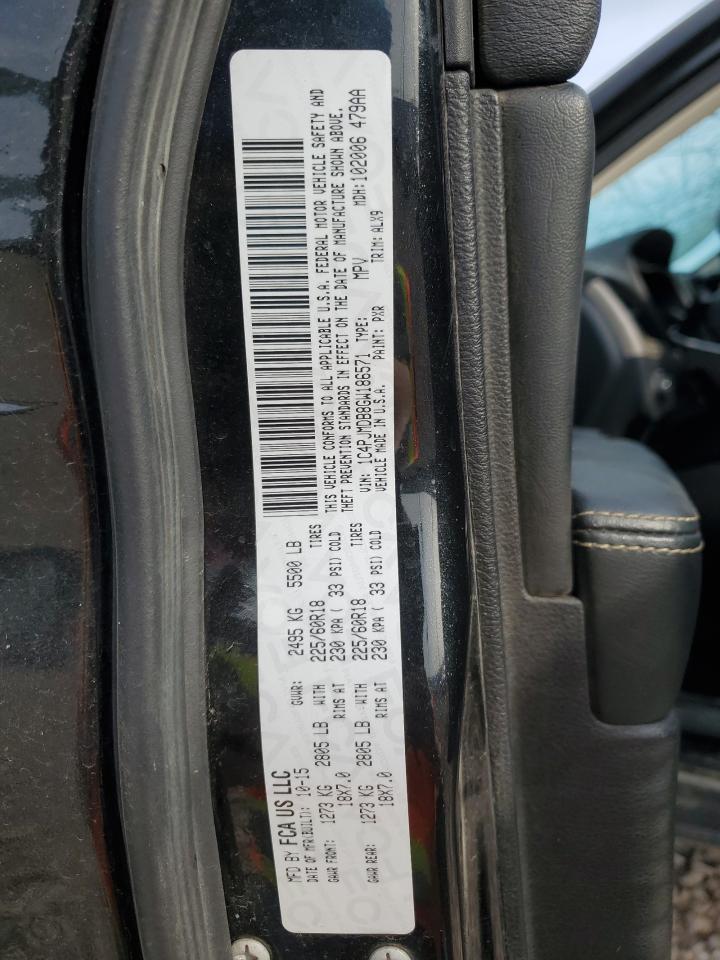 MFD BY FCA US LLC
DATE OF MFR(BUILT): 10-15 GVWR: 2495 KG 5500 LB
GAWR FRONT: 1273 KG 2805 LB WITH 225/60R18 TIRES
18X7.0 RIMS AT 230 KPA ( 33 PSI) COLD
GAWR REAR: 1273 KG 2805 LB WITH 225/60R18 TIRES
18X7.0 RIMS AT 230 KPA ( 33 PSI) COLD
THIS VEHICLE CONFORMS TO ALL APPLICABLE U.S.A. FEDERAL MOTOR VEHICLE SAFETY AND
THEFT PREVENTION STANDARDS IN EFFECT ON THE DATE OF MANUFACTURE SHOWN ABOVE.
VIN: 1C4PJMDB8GW186571 TYPE: MPV MDH:102006 479AA
VEHICLE MADE IN U.S.A. PAINT: PXR TRIM: ALX9